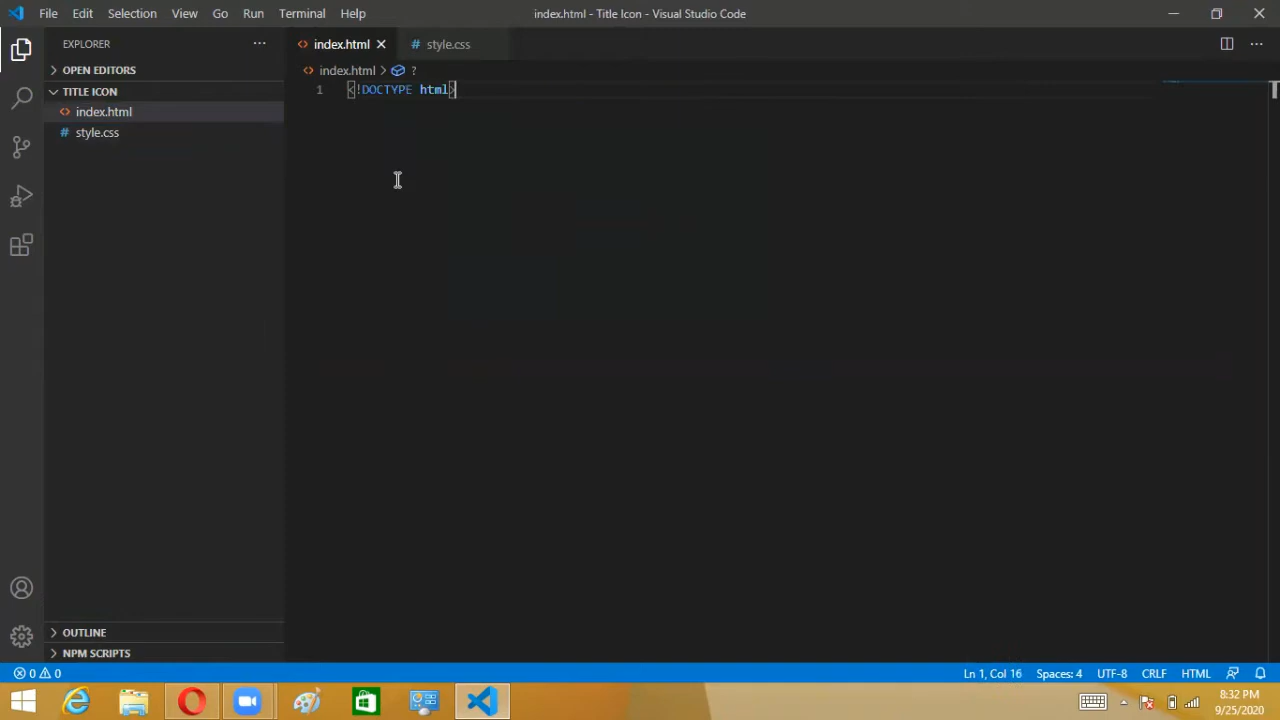 File Edit Selection View Go Run Terminal Help
index.html - Title Icon - Visual Studio Code
EXPLORER
index.html
# style.css
OPEN EDITORS
index.html > ?
TITLE ICON
1 <!DOCTYPE html>
index.html
# style.css
OUTLINE
NPM SCRIPTS
0 0
Ln 1, Col 16 Spaces: 4 UTF-8 CRLF HTML
8:32 PM
9/25/2020